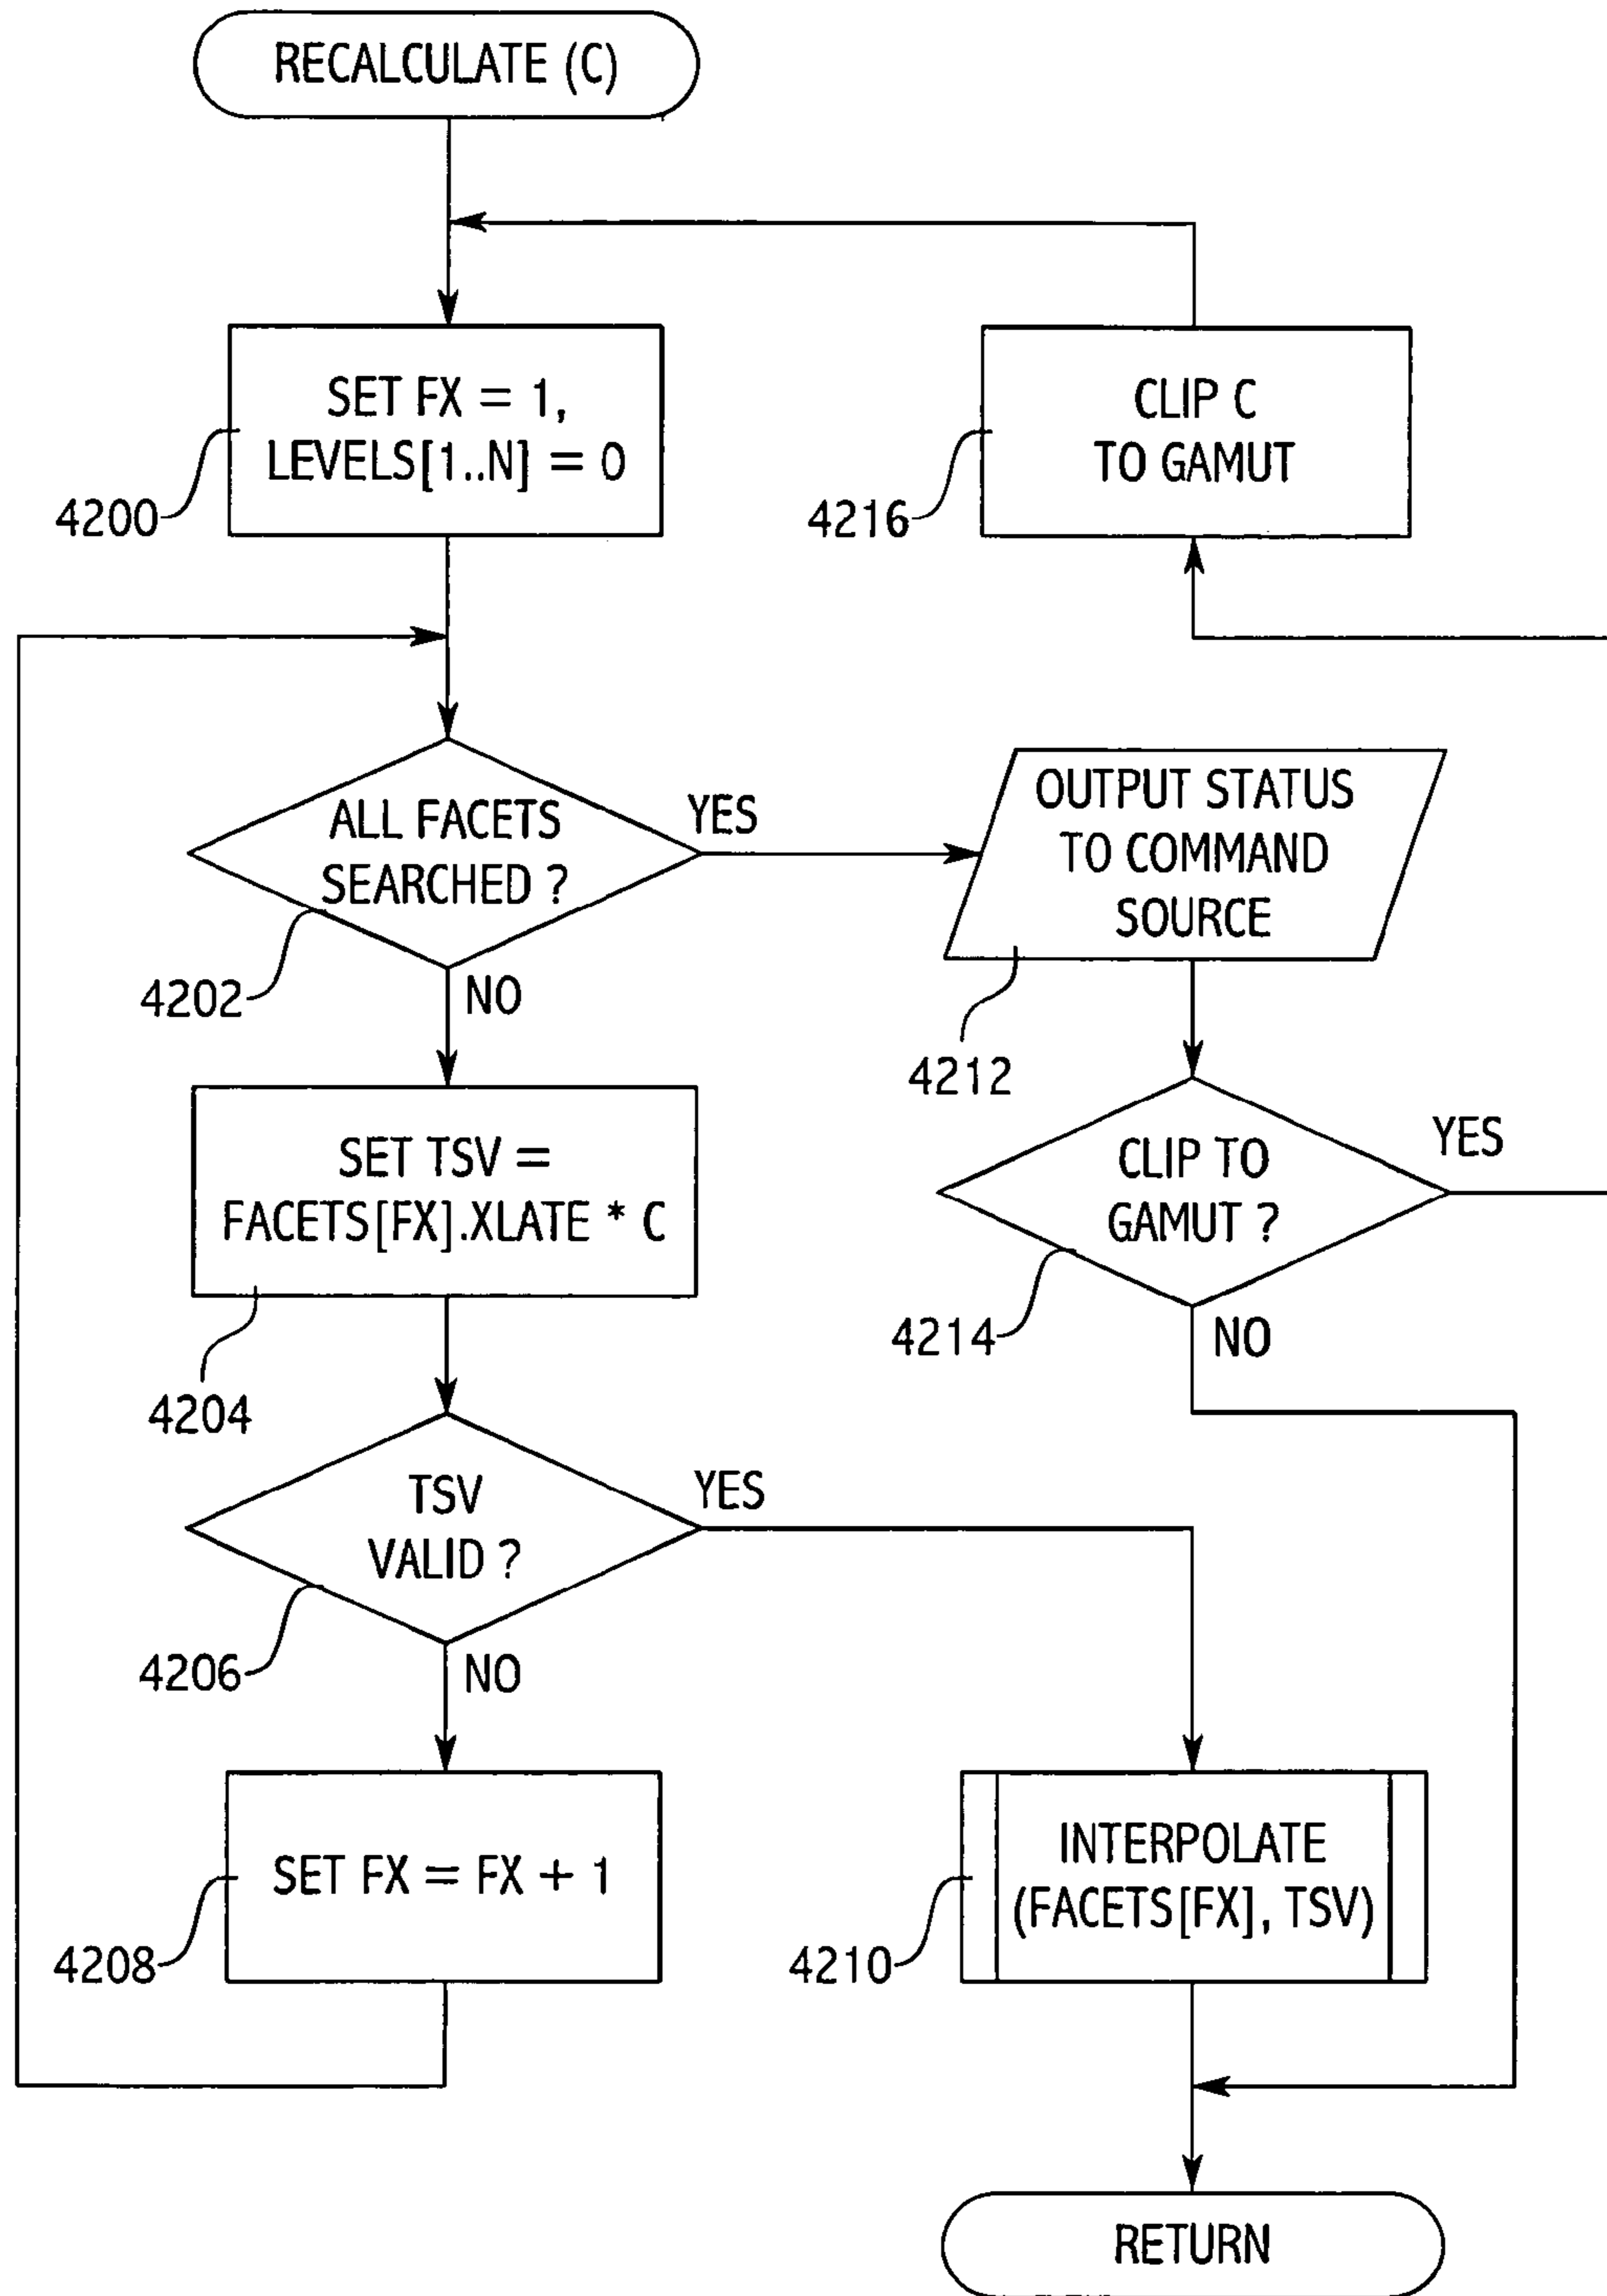 RECALCULATE (C)
SET FX = 1,
LEVELS[1..N] = 0
4200
CLIP C
TO GAMUT
4216
ALL FACETS
SEARCHED ?
YES
4202
NO
OUTPUT STATUS
TO COMMAND
SOURCE
4212
SET TSV =
FACETS[FX].XLATE * C
4204
CLIP TO
GAMUT ?
YES
4214
NO
TSV
VALID ?
YES
4206
NO
SET FX = FX + 1
4208
INTERPOLATE
(FACETS[FX], TSV)
4210
RETURN